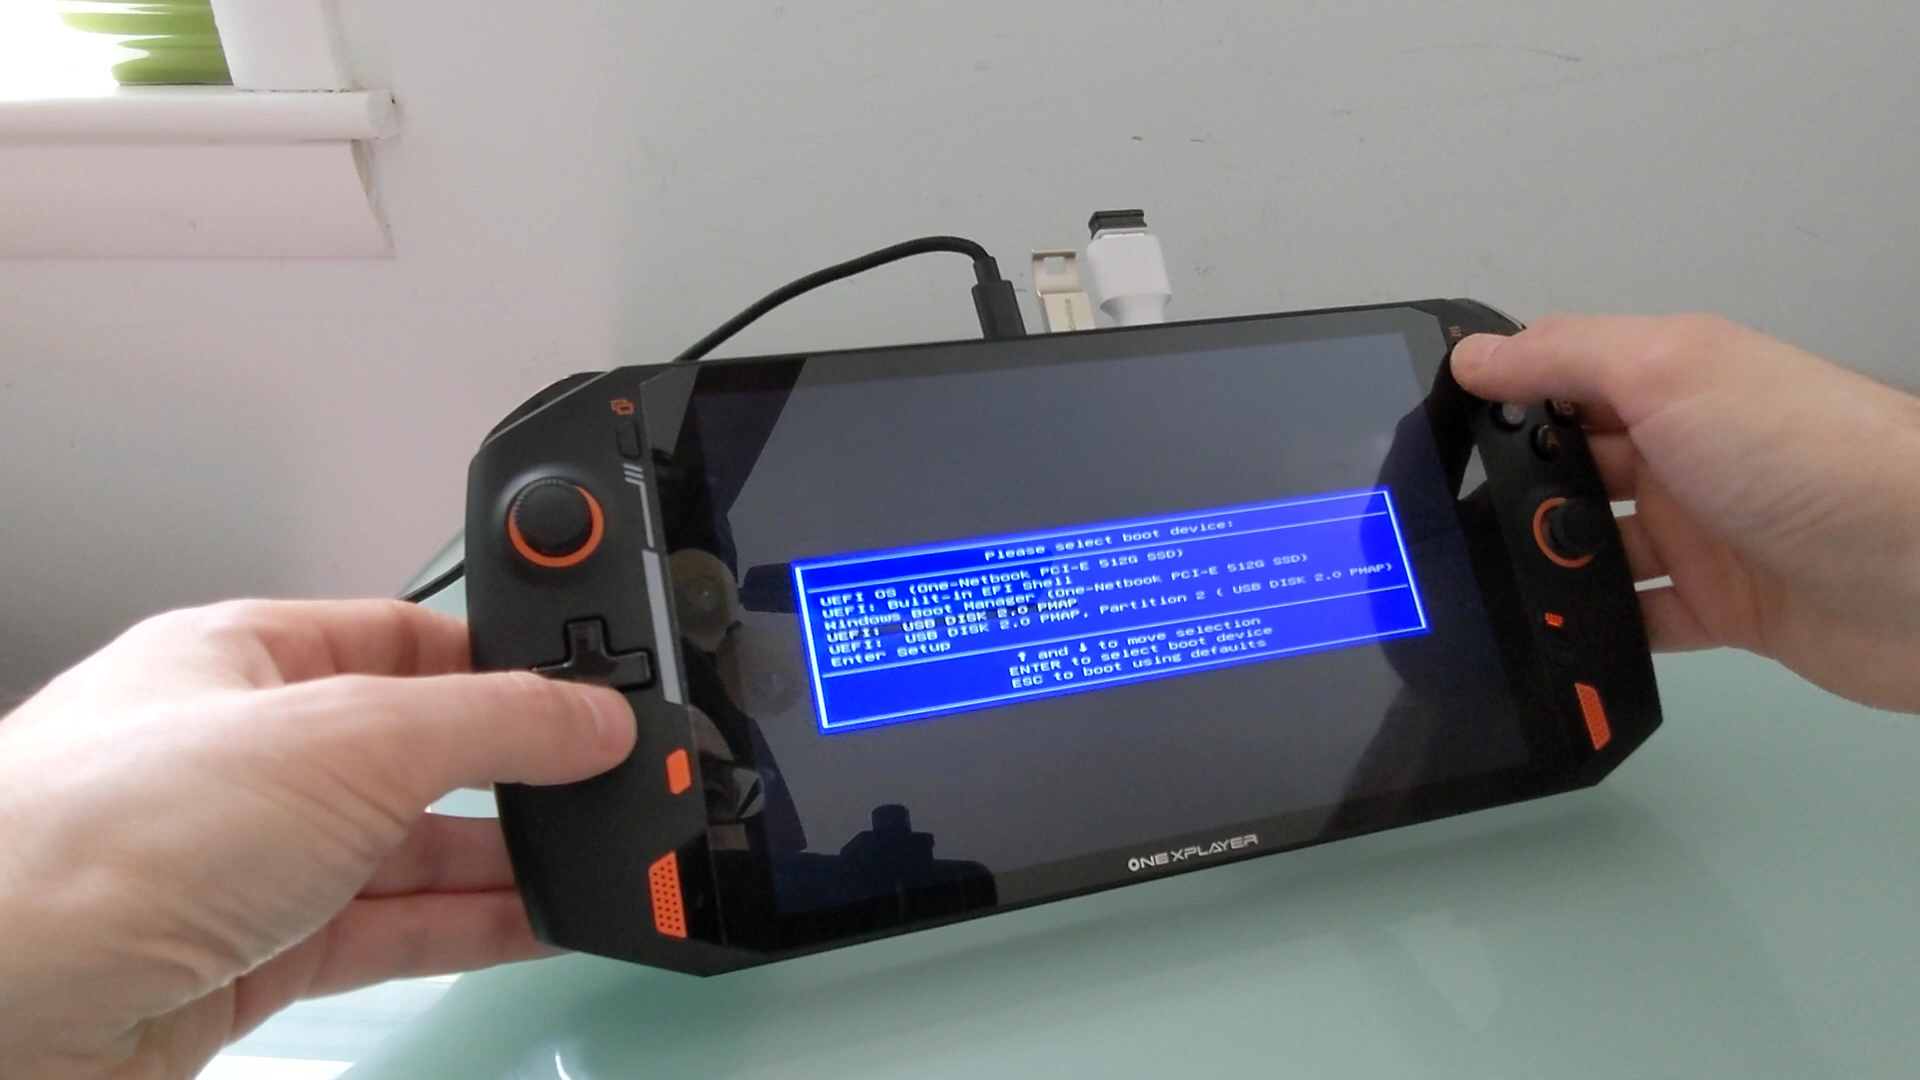 Please select boot device:
UEFI OS (One-Netbook PCI-E 512G SSD)
UEFI: Built-in EFI Shell
Windows Boot Manager (One-Netbook PCI-E 512G SSD)
UEFI: USB DISK 2.0 PMAP
UEFI: USB DISK 2.0 PMAP, Partition 2 ( USB DISK 2.0 PMAP)
Enter Setup
↑ and ↓ to move selection
ENTER to select boot device
ESC to boot using defaults
ONEXPLAYER